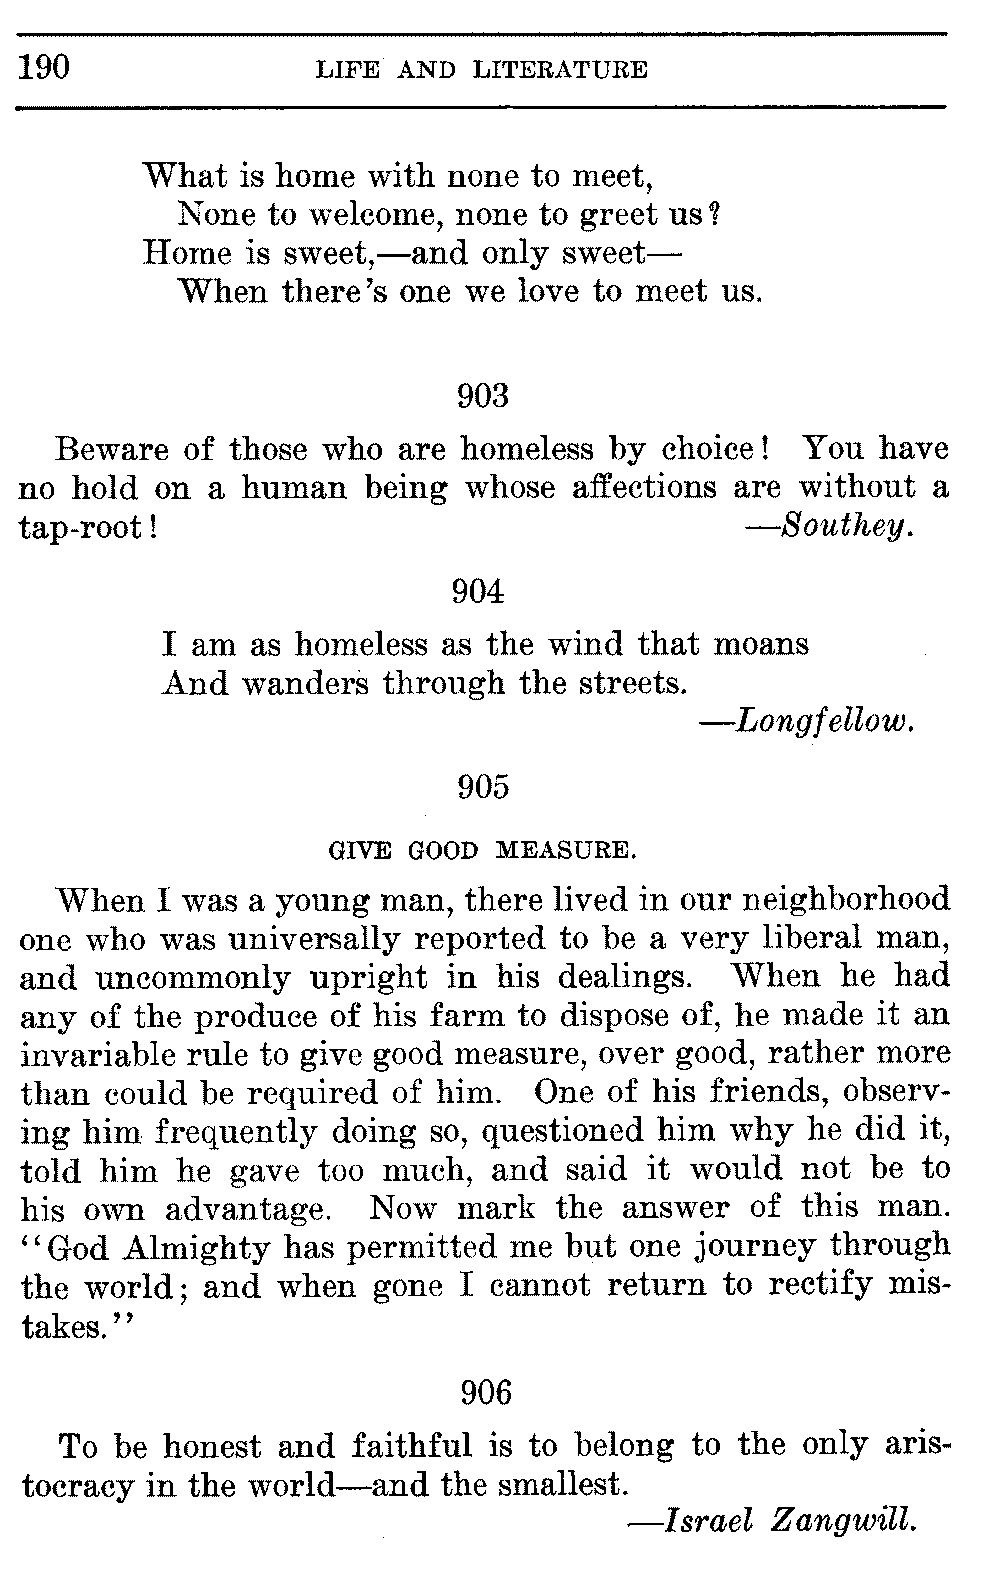 190 LIFE AND LITERATURE
What is home with none to meet,
None to welcome, none to greet us?
Home is sweet,—and only sweet—
When there's one we love to meet us.
903
Beware of those who are homeless by choice! You have
no hold on a human being whose affections are without a
tap-root! —Southey.
904
I am as homeless as the wind that moans
And wanders through the streets.
—Longfellow.
905
GIVE GOOD MEASURE.
When I was a young man, there lived in our neighborhood
one who was universally reported to be a very liberal man,
and uncommonly upright in his dealings. When he had
any of the produce of his farm to dispose of, he made it an
invariable rule to give good measure, over good, rather more
than could be required of him. One of his friends, observ-
ing him frequently doing so, questioned him why he did it,
told him he gave too much, and said it would not be to
his own advantage. Now mark the answer of this man.
"God Almighty has permitted me but one journey through
the world; and when gone I cannot return to rectify mis-
takes."
906
To be honest and faithful is to belong to the only aris-
tocracy in the world—and the smallest.
—Israel Zangwill.